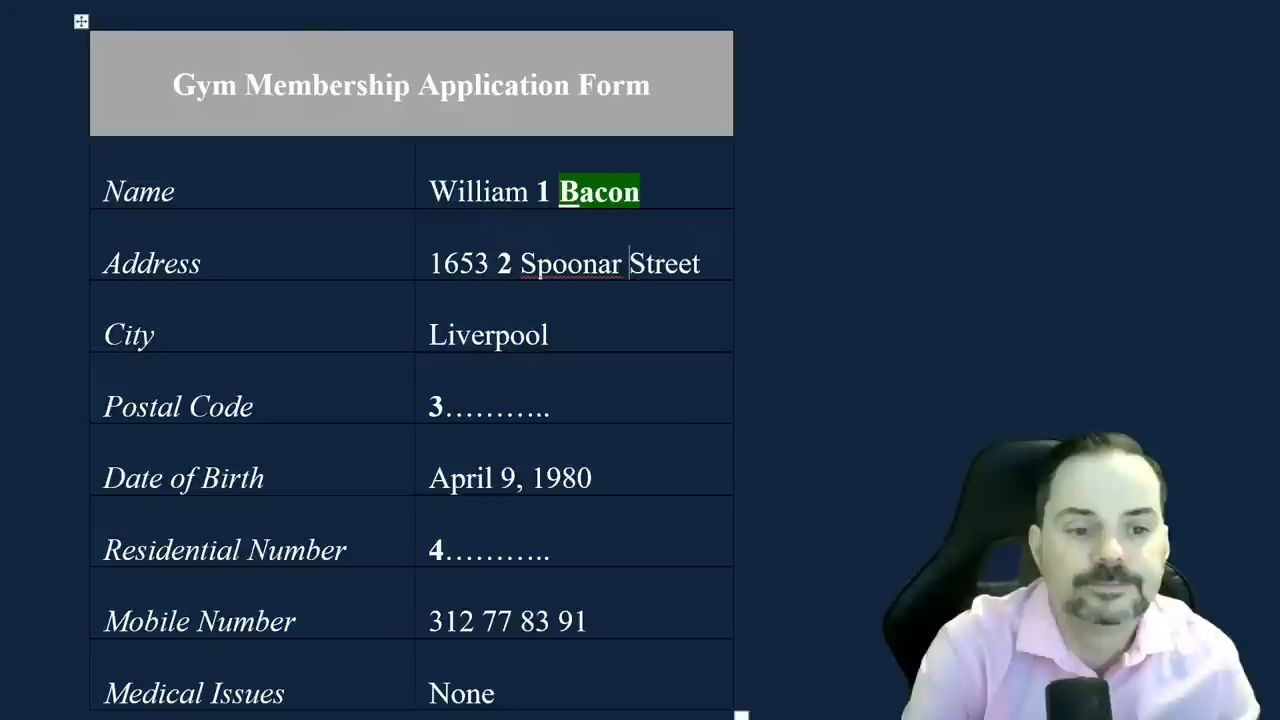 Gym Membership Application Form
Name William 1 Bacon
Address 1653 2 Spoonar Street
City Liverpool
Postal Code 3………..
Date of Birth April 9, 1980
Residential Number 4………..
Mobile Number 312 77 83 91
Medical Issues None